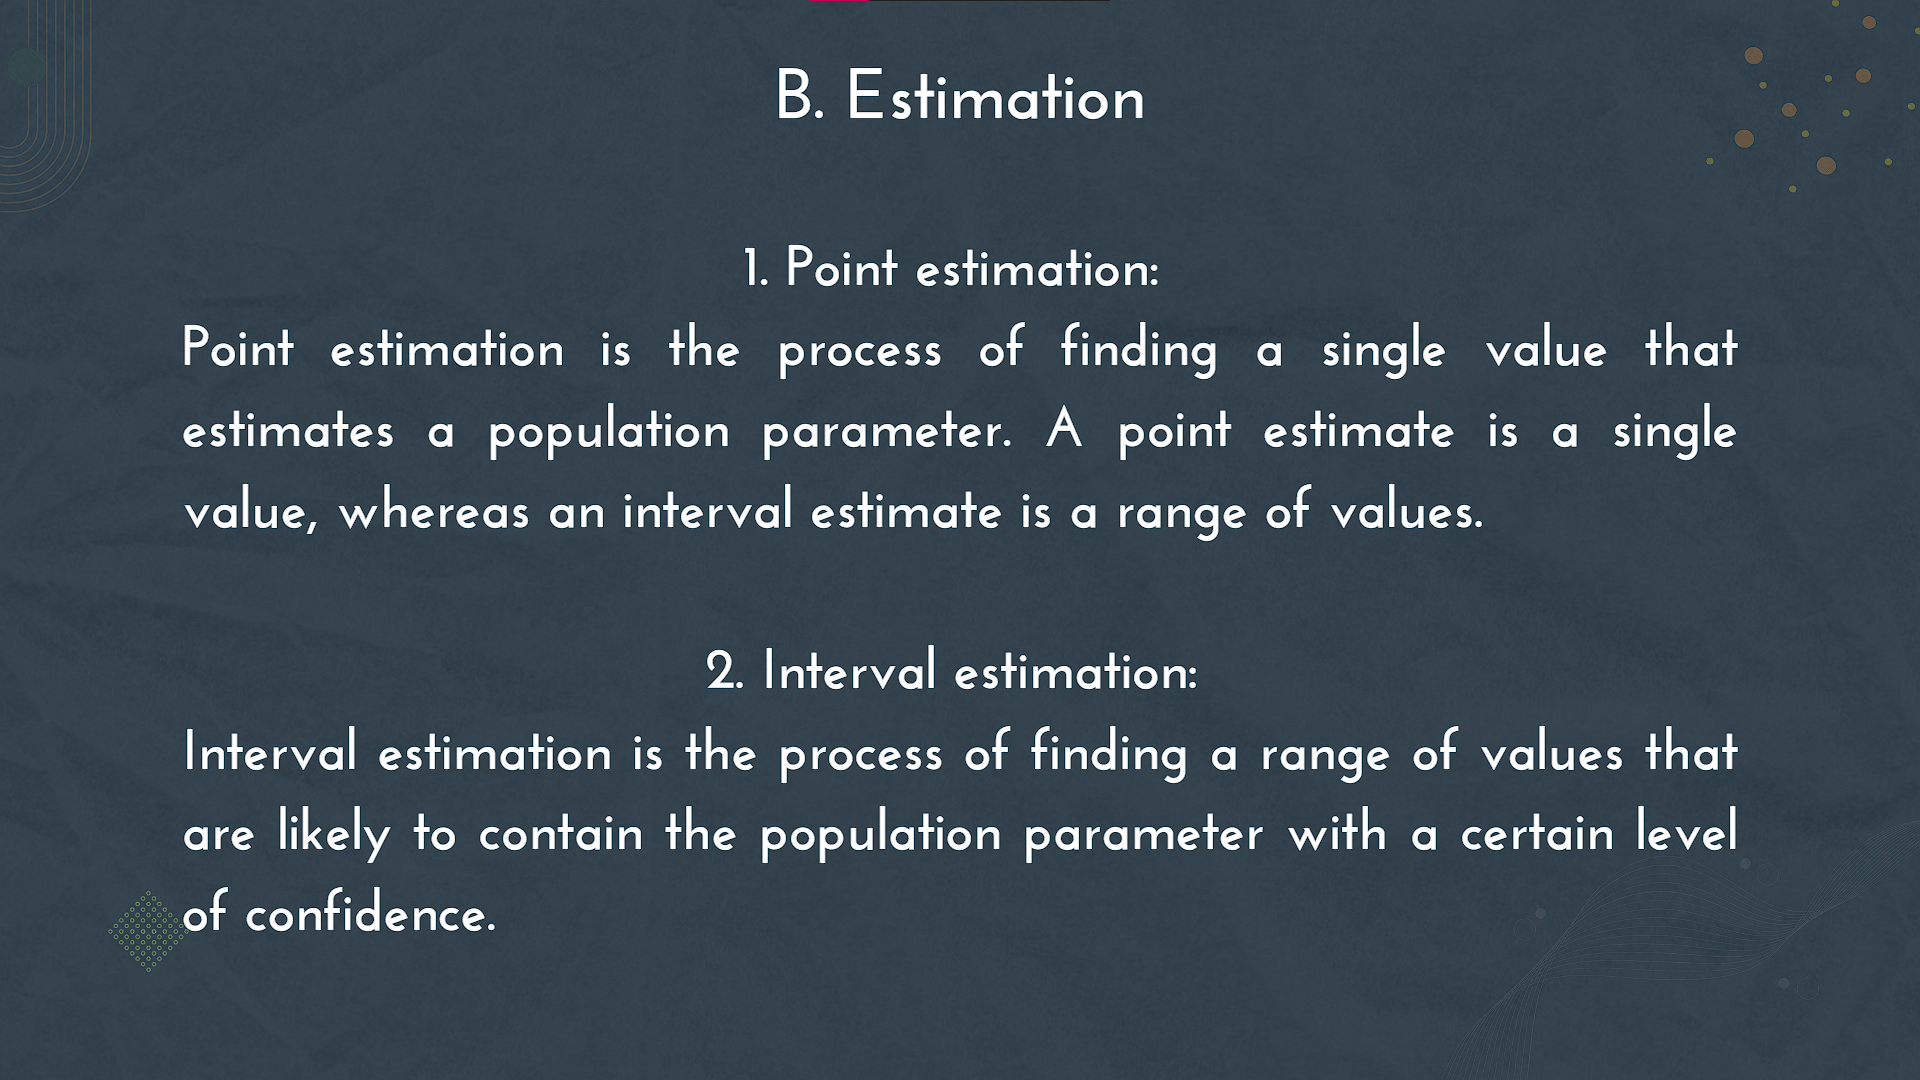 B. Estimation
1. Point estimation:
Point estimation is the process of finding a single value that
estimates a population parameter. A point estimate is a single
value, whereas an interval estimate is a range of values.
2. Interval estimation:
Interval estimation is the process of finding a range of values that
are likely to contain the population parameter with a certain level
of confidence.